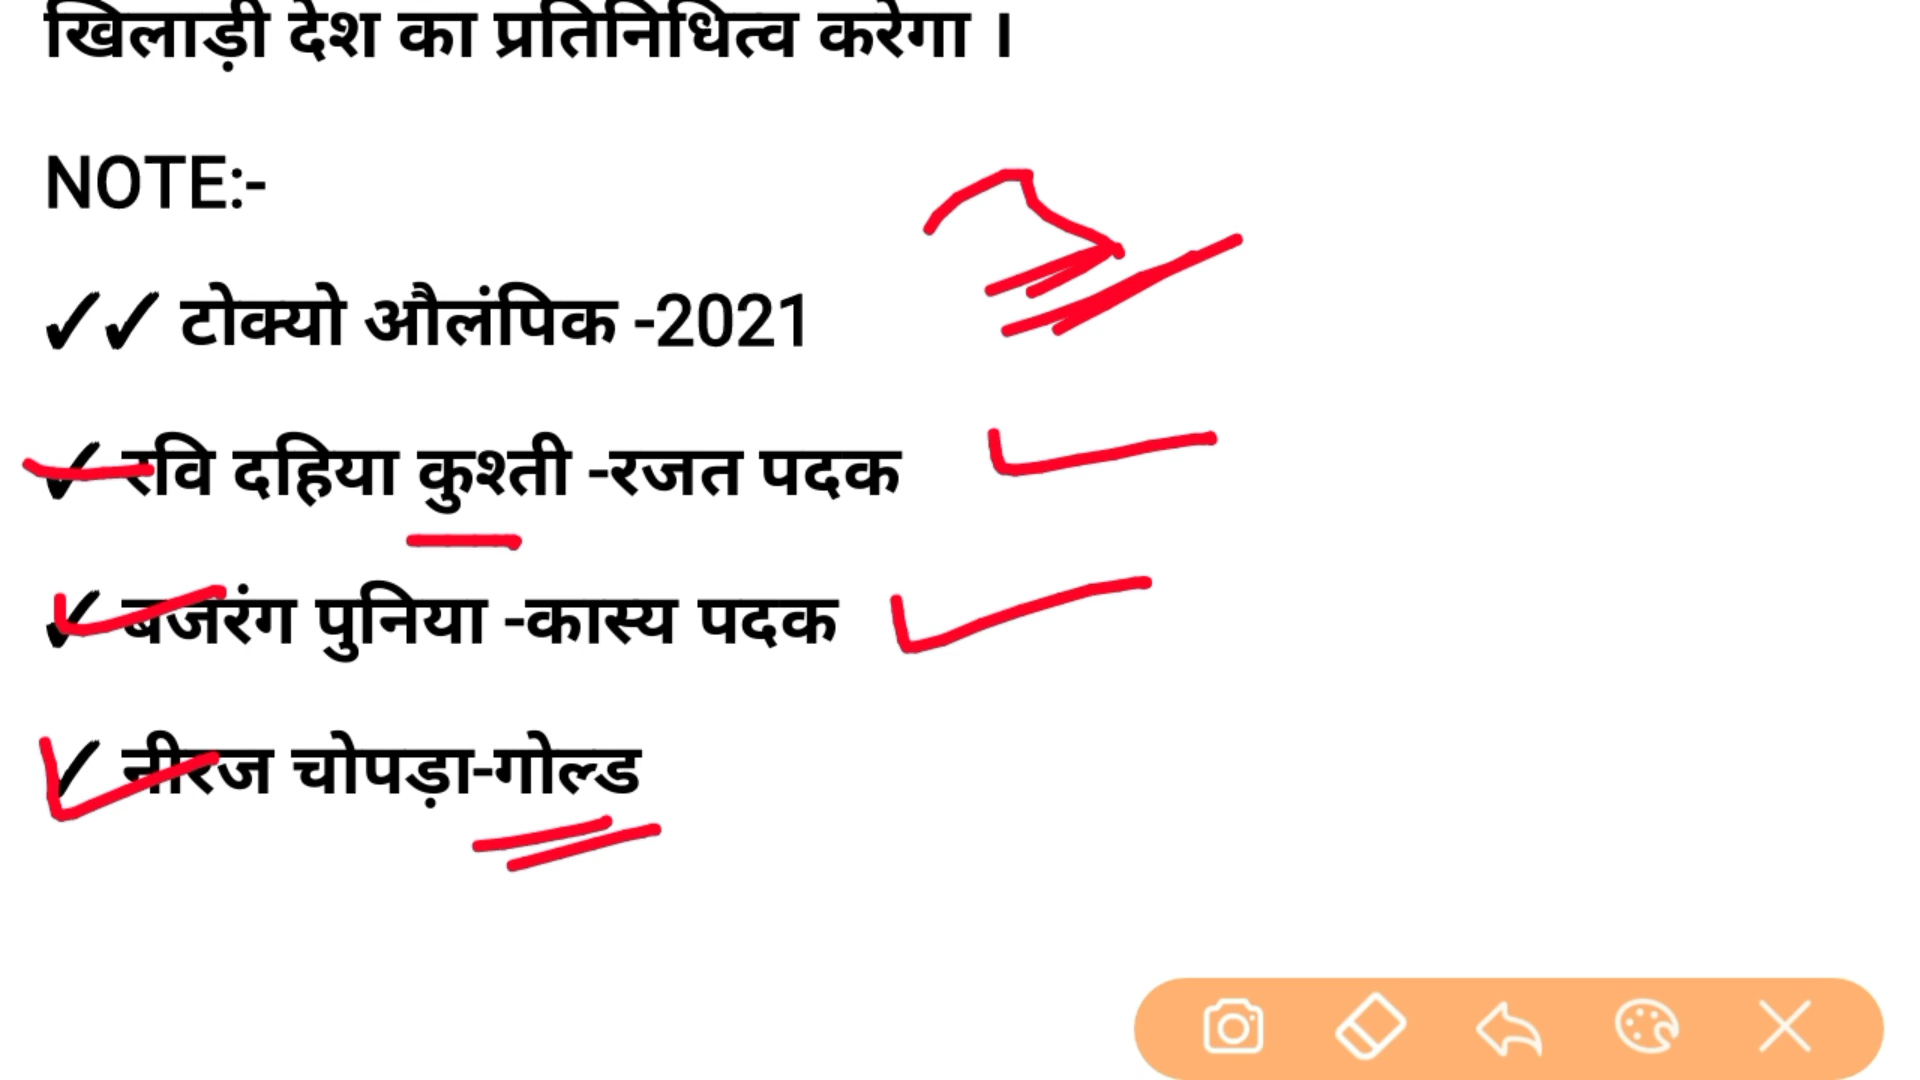 खिलाड़ी देश का प्रतिनिधित्व करेगा ।
NOTE:-
✓✓ टोक्यो औलंपिक -2021
✓ रवि दहिया कुश्ती -रजत पदक
✓ बजरंग पुनिया -कास्य पदक
✓ नीरज चोपड़ा-गोल्ड